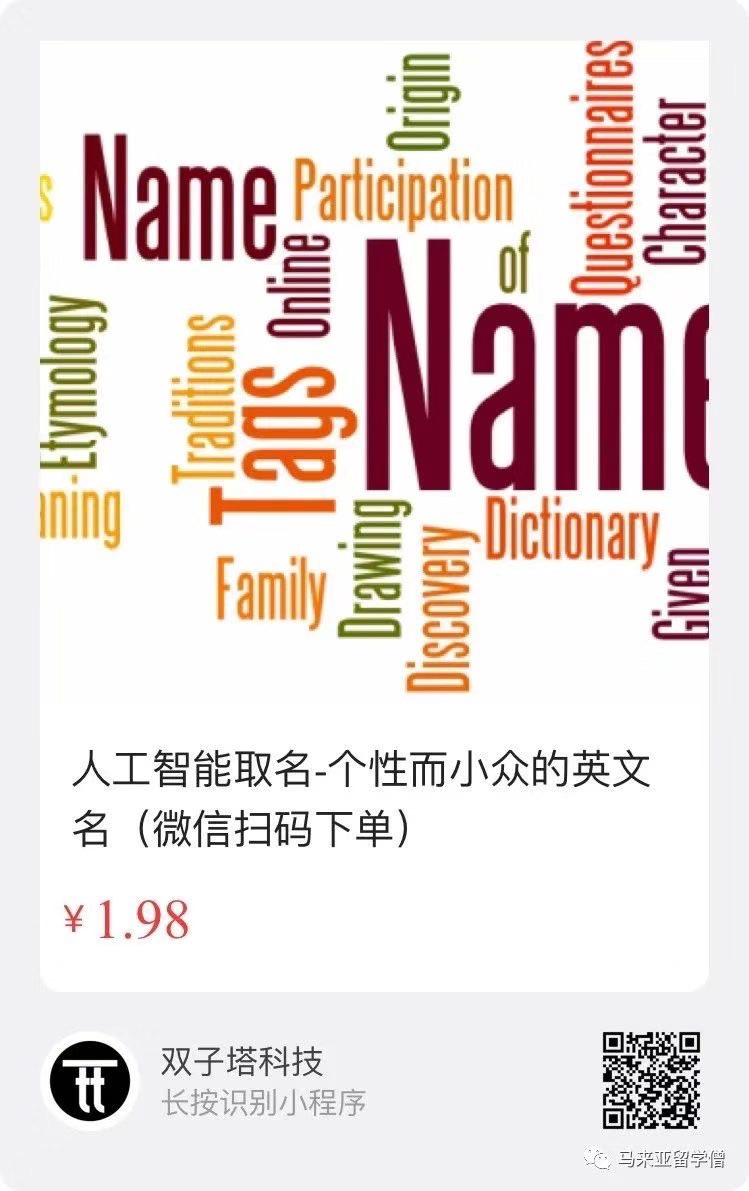 Origin
Questionnaires
Character
s
Name
Participation
of
Online
Name
Etymology
Traditions
Tags
aning
Drawing
Dictionary
Discovery
Family
Given
人工智能取名-个性而小众的英文
名（微信扫码下单）
¥1.98
双子塔科技
长按识别小程序
马来亚留学僧